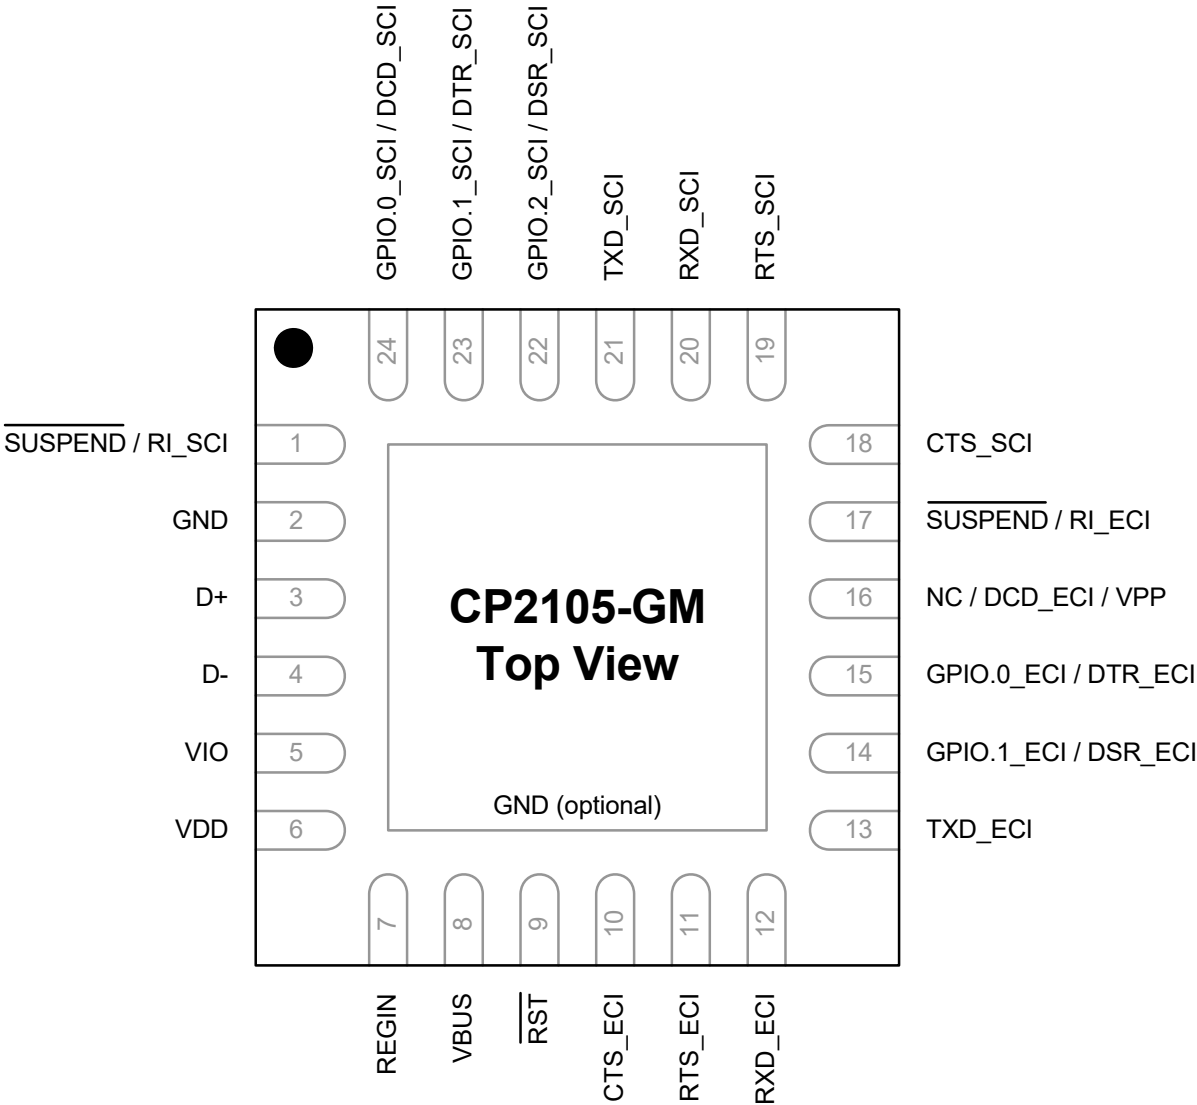 GPIO.0_SCI / DCD_SCI
GPIO.1_SCI / DTR_SCI
GPIO.2_SCI / DSR_SCI
TXD_SCI
RXD_SCI
RTS_SCI
24
23
22
21
20
19
SUSPEND / RI_SCI
1
18
CTS_SCI
GND
2
17
SUSPEND / RI_ECI
D+
3
16
NC / DCD_ECI / VPP
CP2105-GM
Top View
D-
4
15
GPIO.0_ECI / DTR_ECI
VIO
5
14
GPIO.1_ECI / DSR_ECI
GND (optional)
VDD
6
13
TXD_ECI
7
8
9
10
11
12
REGIN
VBUS
RST
CTS_ECI
RTS_ECI
RXD_ECI